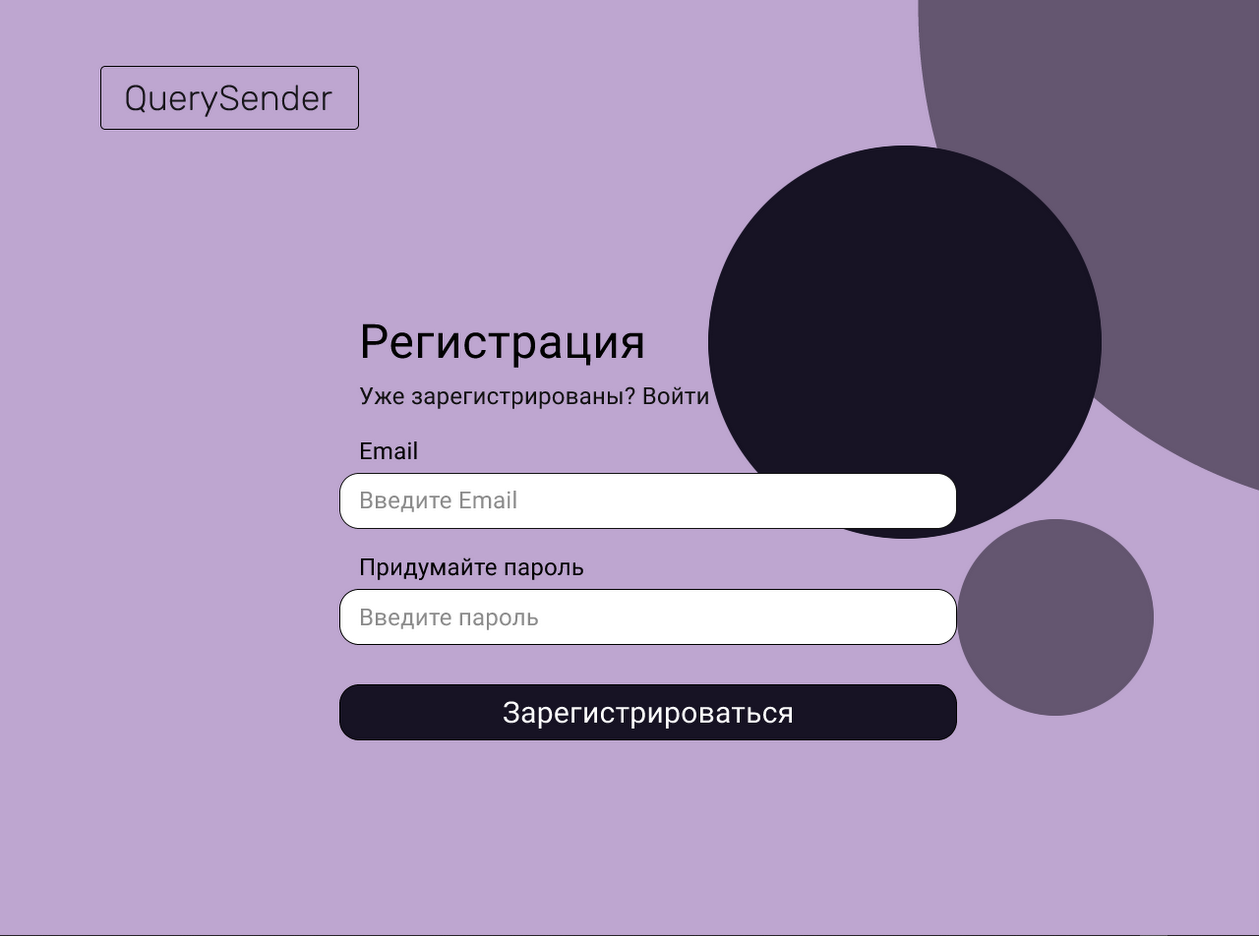 QuerySender
Регистрация
Уже зарегистрированы? Войти
Email
Введите Email
Придумайте пароль
Введите пароль
Зарегистрироваться